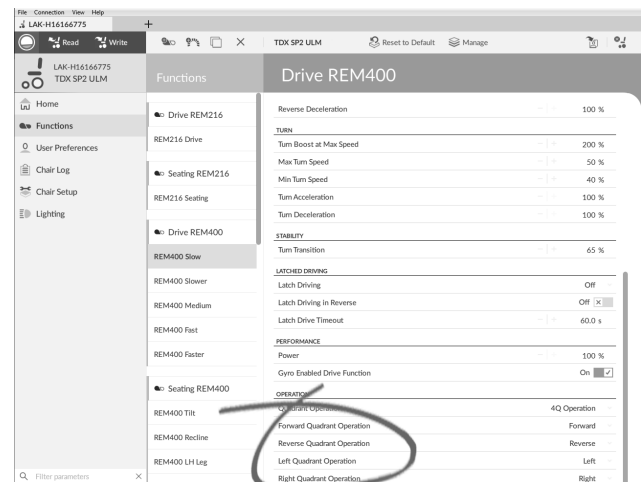 File Connection View Help
LAK-H16166775 +
Read Write TDX SP2 ULM Reset to Default Manage
LAK-H16166775
TDX SP2 ULM
Functions
Drive REM400
Home
Functions
User Preferences
Chair Log
Chair Setup
Lighting
Filter parameters
Drive REM216
REM216 Drive
Seating REM216
REM216 Seating
Drive REM400
REM400 Slow
REM400 Slower
REM400 Medium
REM400 Fast
REM400 Faster
Seating REM400
REM400 Tilt
REM400 Recline
REM400 LH Leg
Reverse Deceleration 100 %
TURN
Turn Boost at Max Speed 200 %
Max Turn Speed 50 %
Min Turn Speed 40 %
Turn Acceleration 100 %
Turn Deceleration 100 %
STABILITY
Turn Transition 65 %
LATCHED DRIVING
Latch Driving Off
Latch Driving in Reverse Off
Latch Drive Timeout 60.0 s
PERFORMANCE
Power 100 %
Gyro Enabled Drive Function On
OPERATION
Quadrant Operation 4Q Operation
Forward Quadrant Operation Forward
Reverse Quadrant Operation Reverse
Left Quadrant Operation Left
Right Quadrant Operation Right